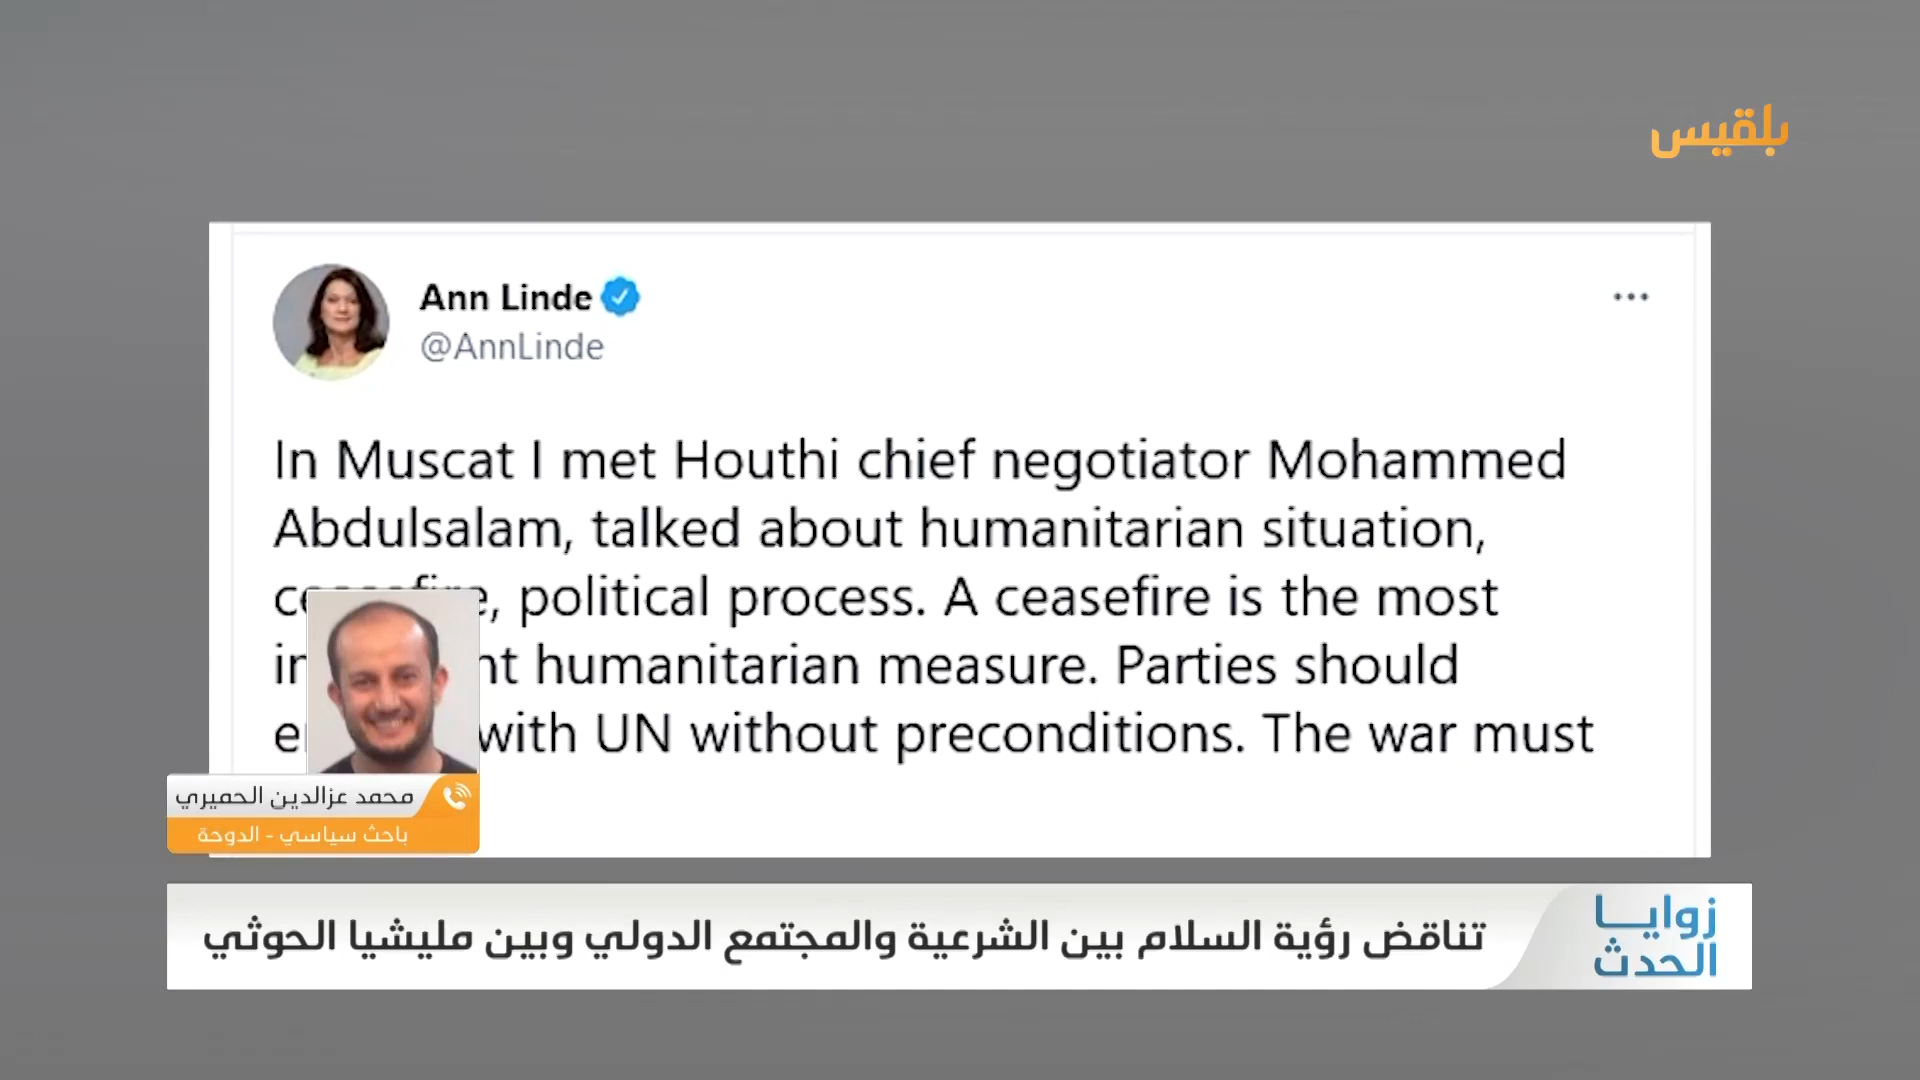 بلقيس
Ann Linde
@AnnLinde
In Muscat I met Houthi chief negotiator Mohammed
Abdulsalam, talked about humanitarian situation,
political process. A ceasefire is the most
humanitarian measure. Parties should
with UN without preconditions. The war must
محمد عزالدين الحميري
باحث سياسي - الدوحة
زوايا
الحدث
تناقض رؤية السلام بين الشرعية والمجتمع الدولي وبين مليشيا الحوثي